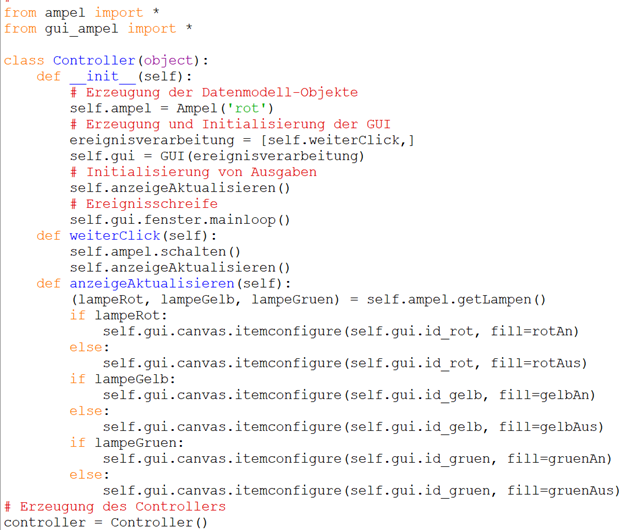 from ampel import *
from gui_ampel import *

class Controller(object):
    def __init__(self):
        # Erzeugung der Datenmodell-Objekte
        self.ampel = Ampel('rot')
        # Erzeugung und Initialisierung der GUI
        ereignisverarbeitung = [self.weiterClick,]
        self.gui = GUI(ereignisverarbeitung)
        # Initialisierung von Ausgaben
        self.anzeigeAktualisieren()
        # Ereignisschreife
        self.gui.fenster.mainloop()
    def weiterClick(self):
        self.ampel.schalten()
        self.anzeigeAktualisieren()
    def anzeigeAktualisieren(self):
        (lampeRot, lampeGelb, lampeGruen) = self.ampel.getLampen()
        if lampeRot:
            self.gui.canvas.itemconfigure(self.gui.id_rot, fill=rotAn)
        else:
            self.gui.canvas.itemconfigure(self.gui.id_rot, fill=rotAus)
        if lampeGelb:
            self.gui.canvas.itemconfigure(self.gui.id_gelb, fill=gelbAn)
        else:
            self.gui.canvas.itemconfigure(self.gui.id_gelb, fill=gelbAus)
        if lampeGruen:
            self.gui.canvas.itemconfigure(self.gui.id_gruen, fill=gruenAn)
        else:
            self.gui.canvas.itemconfigure(self.gui.id_gruen, fill=gruenAus)
# Erzeugung des Controllers
controller = Controller()